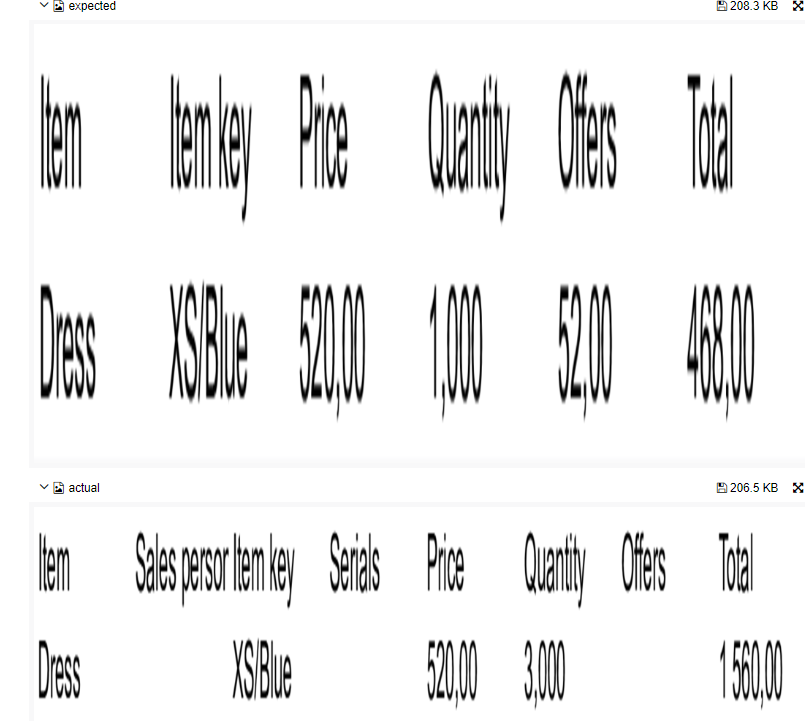 expected 208.3 KB
Item Item key Price Quantity Offers Total
Dress XS/Blue 520,00 1,000 52,00 468,00
actual 206.5 KB
Item Sales persor Item key Serials Price Quantity Offers Total
Dress XS/Blue 520,00 3,000 1 560,00